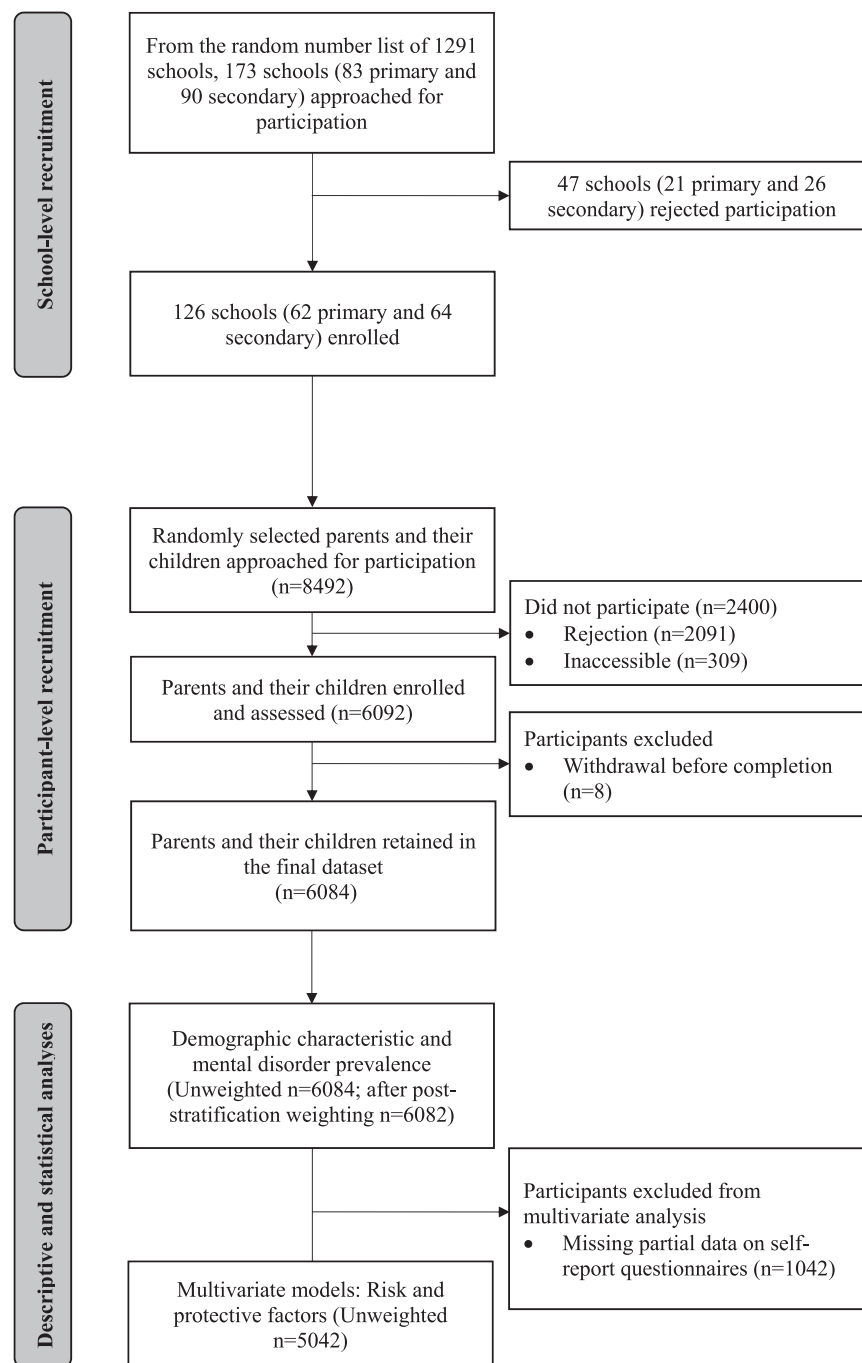 School-level recruitment
From the random number list of 1291
schools, 173 schools (83 primary and
90 secondary) approached for
participation
47 schools (21 primary and 26
secondary) rejected participation
126 schools (62 primary and 64
secondary) enrolled
Participant-level recruitment
Randomly selected parents and their
children approached for participation
(n=8492)
Did not participate (n=2400)
• Rejection (n=2091)
• Inaccessible (n=309)
Parents and their children enrolled
and assessed (n=6092)
Participants excluded
• Withdrawal before completion
(n=8)
Parents and their children retained in
the final dataset
(n=6084)
Descriptive and statistical analyses
Demographic characteristic and
mental disorder prevalence
(Unweighted n=6084; after post-
stratification weighting n=6082)
Participants excluded from
multivariate analysis
• Missing partial data on self-
report questionnaires (n=1042)
Multivariate models: Risk and
protective factors (Unweighted
n=5042)